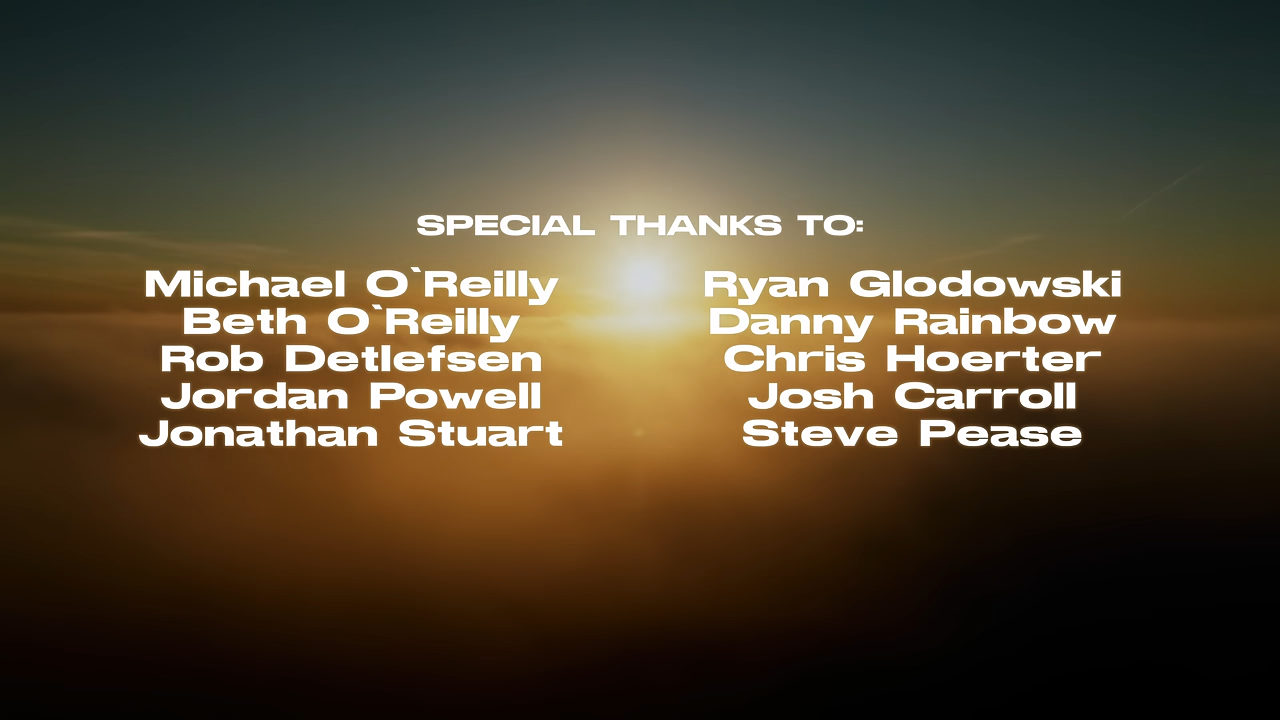 SPECIAL THANKS TO:
Michael O`Reilly
Beth O`Reilly
Rob Detlefsen
Jordan Powell
Jonathan Stuart
Ryan Glodowski
Danny Rainbow
Chris Hoerter
Josh Carroll
Steve Pease